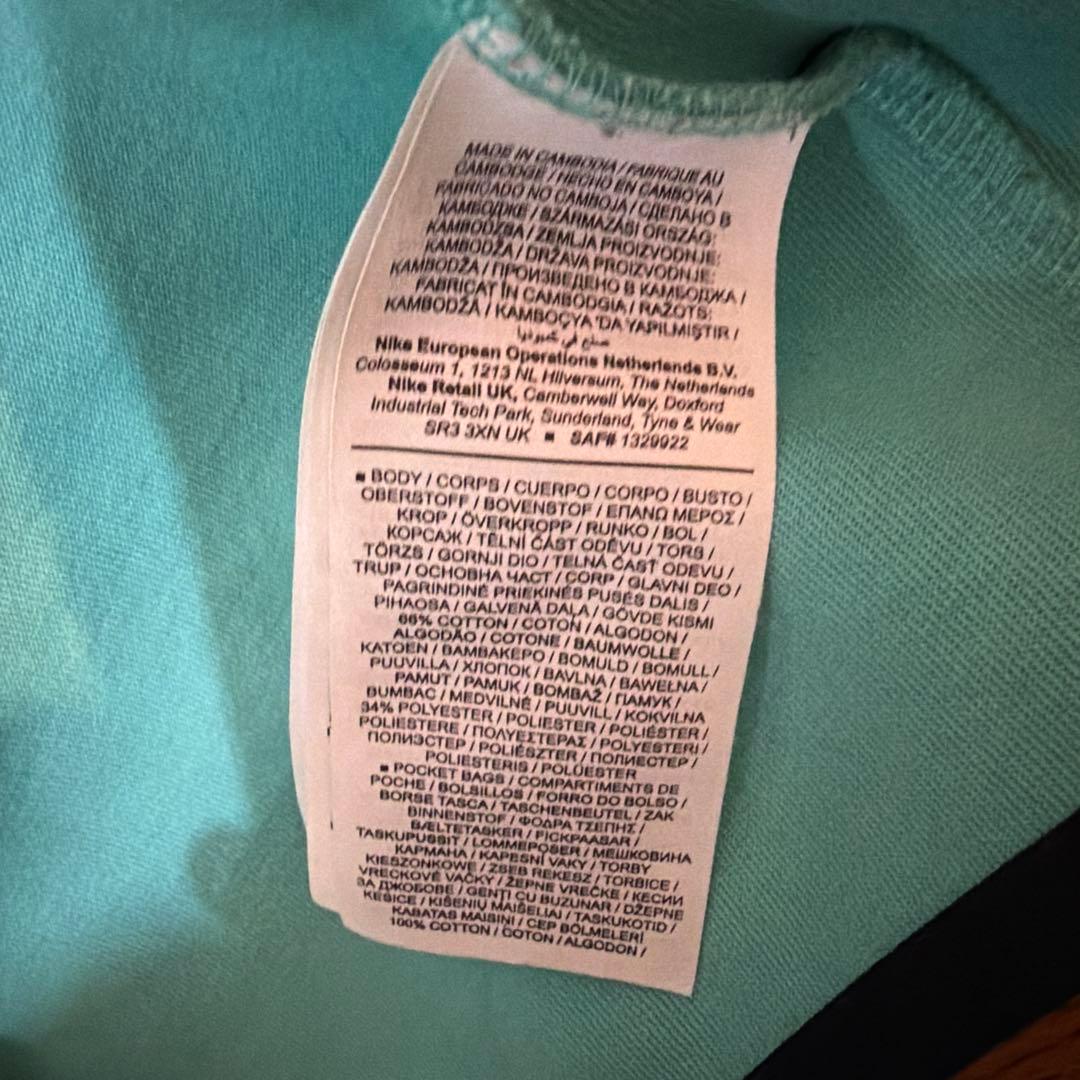 MADE IN CAMBODIA / FABRIQUE AU
CAMBODGE / HECHO EN CAMBOYA /
FABRICADO NO CAMBOJA / СДЕЛАНО В
КАМБОДЖЕ / SZÁRMAZÁSI ORSZÁG:
KAMBODZSA / ZEMLJA PROIZVODNJE:
KAMBODŽA / DRŽAVA PROIZVODNJE:
KAMBODŽA / ПРОИЗВЕДЕНО В КАМБОДЖА /
FABRICAT ÎN CAMBODGIA / RAŽOTS:
KAMBODŽA / KAMBOÇYA 'DA YAPILMIŞTIR /
صنع في كمبوديا
Nike European Operations Netherlands B.V.
Colosseum 1, 1213 NL Hilversum, The Netherlands
Nike Retail UK, Camberwell Way, Doxford
Industrial Tech Park, Sunderland, Tyne & Wear
SR3 3XN UK ■ SAF# 1329922
■ BODY / CORPS / CUERPO / CORPO / BUSTO /
OBERSTOFF / BOVENSTOF / ΕΠΑΝΩ ΜΕΡΟΣ /
KROP / ÖVERKROPP / RUNKO / BOL /
КОРСАЖ / TĚLNÍ ČÁST ODĚVU / TORS /
TÖRZS / GORNJI DIO / TELNÁ ČASŤ ODEVU /
TRUP / ОСНОВНА ЧАСТ / CORP / GLAVNI DEO /
PAGRINDINĖ PRIEKINĖS PUSĖS DALIS /
PIHAOSA / GALVENĀ DAĻA / GÖVDE KISMI
66% COTTON / COTON / ALGODON /
ALGODÃO / COTONE / BAUMWOLLE /
KATOEN / ΒΑΜΒΑΚΕΡΟ / BOMULD / BOMULL /
PUUVILLA / ХЛОПОК / BAVLNA / BAWEŁNA /
PAMUT / PAMUK / BOMBAŽ / ПАМУК /
BUMBAC / MEDVILNĖ / PUUVILL / KOKVILNA
34% POLYESTER / POLIESTER / POLIÉSTER /
POLIESTERE / ΠΟΛΥΕΣΤΕΡΑΣ / POLYESTERI /
ПОЛИЭСТЕР / POLIÉSZTER / ПОЛИЕСТЕР /
POLIESTERIS / POLÜESTER
■ POCKET BAGS / COMPARTIMENTS DE
POCHE / BOLSILLOS / FORRO DO BOLSO /
BORSE TASCA / TASCHENBEUTEL / ZAK
BINNENSTOF / ΦΟΔΡΑ ΤΣΕΠΗΣ /
BÆLTETASKER / FICKPÅSAR /
TASKUPUSSIT / LOMMEPOSER / МЕШКОВИНА
КАРМАНА / KAPESNÍ VAKY / TORBY
KIESZONKOWE / ZSEB REKESZ / TORBICE /
VRECKOVÉ VAČKY / ŽEPNE VREČKE / КЕСИИ
ЗА ДЖОБОВЕ / GENȚI CU BUZUNAR / DŽEPNE
KESICE / KIŠENIŲ MAIŠELIAI / TASKUKOTID /
KABATAS MAISIŅI / CEP BÖLMELERİ
100% COTTON / COTON / ALGODON /